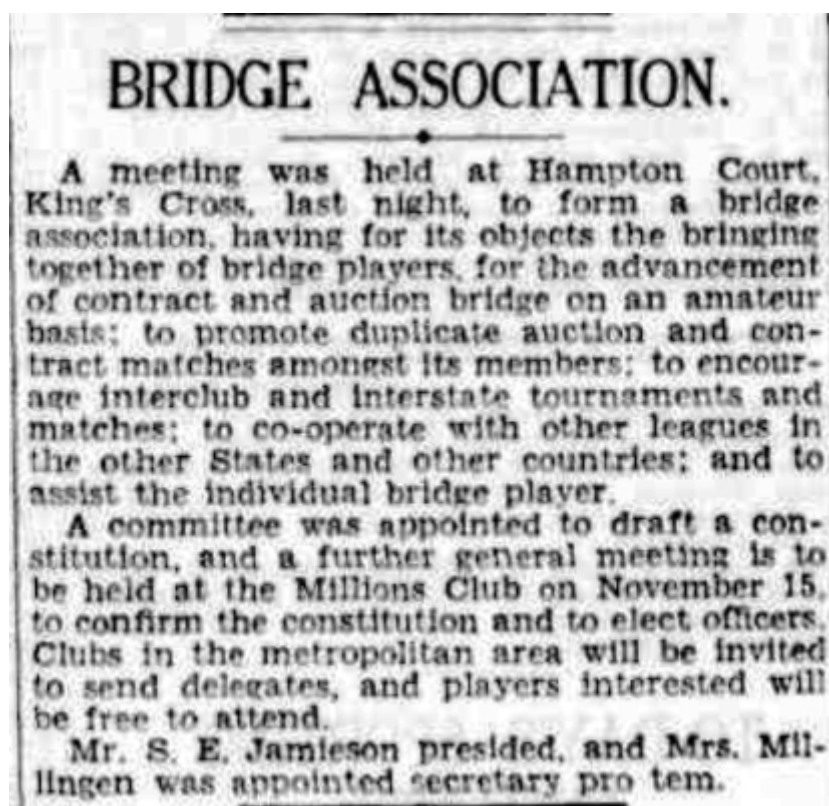 BRIDGE ASSOCIATION.
A meeting was held at Hampton Court,
King's Cross, last night, to form a bridge
association, having for its objects the bringing
together of bridge players, for the advancement
of contract and auction bridge on an amateur
basis; to promote duplicate auction and con-
tract matches amongst its members; to encour-
age interclub and interstate tournaments and
matches; to co-operate with other leagues in
the other States and other countries; and to
assist the individual bridge player.
A committee was appointed to draft a con-
stitution, and a further general meeting is to
be held at the Millions Club on November 15,
to confirm the constitution and to elect officers.
Clubs in the metropolitan area will be invited
to send delegates, and players interested will
be free to attend.
Mr. S. E. Jamieson presided, and Mrs. Mil-
lingen was appointed secretary pro tem.